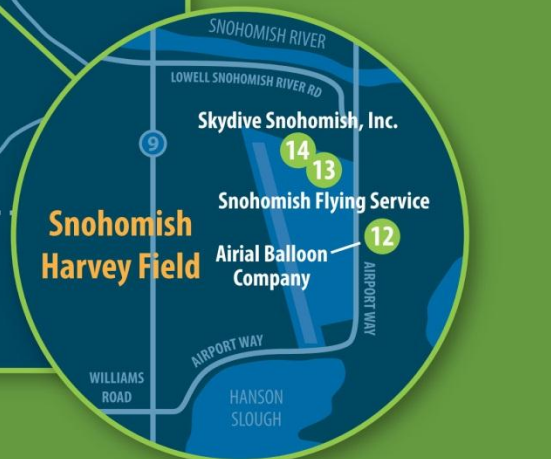 SNOHOMISH RIVER
LOWELL SNOHOMISH RIVER RD
Skydive Snohomish, Inc.
9
14
13
Snohomish Flying Service
Snohomish
Harvey Field
12
Airial Balloon
Company
AIRPORT WAY
AIRPORT WAY
WILLIAMS
ROAD
HANSON
SLOUGH